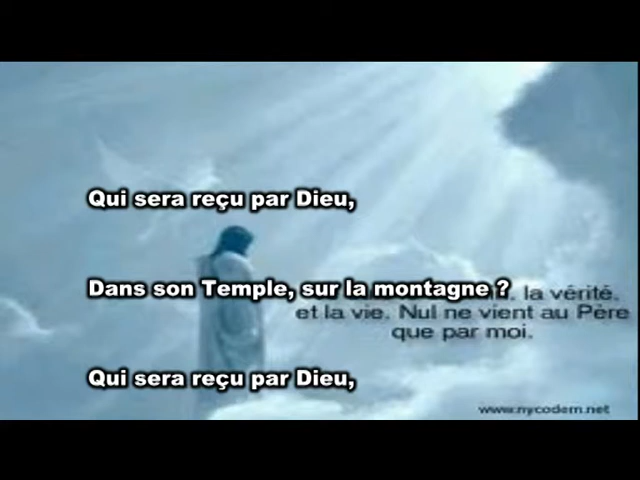 Qui sera reçu par Dieu,
Dans son Temple, sur la montagne ?
la vérité,
et la vie. Nul ne vient au Père
que par moi.
Qui sera reçu par Dieu,
www.nycodem.net